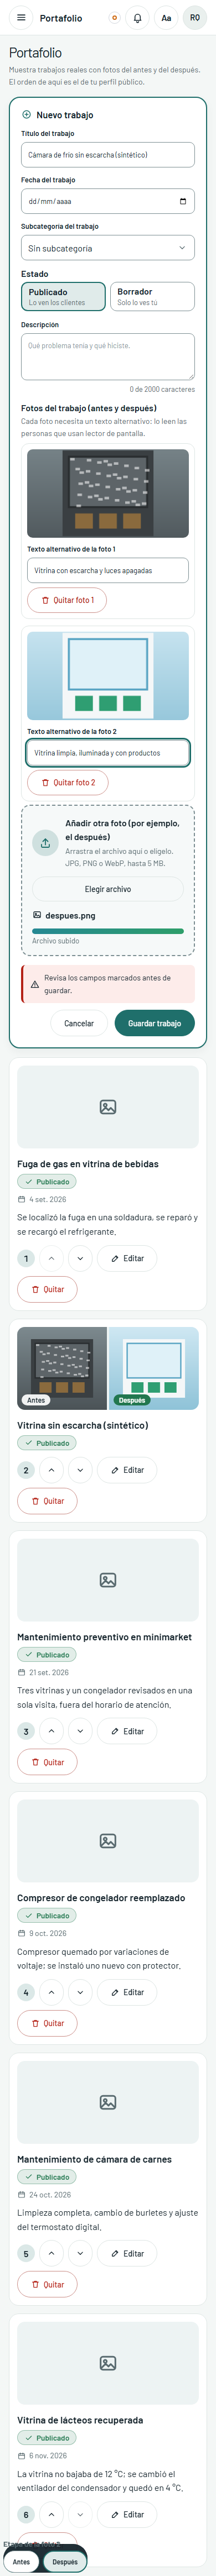 Portafolio
Aa
RQ
Portafolio
Muestra trabajos reales con fotos del antes y del después.
El orden de aquí es el de tu perfil público.
Nuevo trabajo
Título del trabajo
Cámara de frío sin escarcha (sintético)
Fecha del trabajo
dd/mm/aaaa
Subcategoría del trabajo
Sin subcategoría
Estado
Publicado
Lo ven los clientes
Borrador
Solo lo ves tú
Descripción
Qué problema tenía y qué hiciste.
0 de 2000 caracteres
Fotos del trabajo (antes y después)
Cada foto necesita un texto alternativo: lo leen las
personas que usan lector de pantalla.
Texto alternativo de la foto 1
Vitrina con escarcha y luces apagadas
Quitar foto 1
Texto alternativo de la foto 2
Vitrina limpia, iluminada y con productos
Quitar foto 2
Añadir otra foto (por ejemplo,
el después)
Arrastra el archivo aquí o elígelo.
JPG, PNG o WebP, hasta 5 MB.
Elegir archivo
despues.png
Archivo subido
Revisa los campos marcados antes de
guardar.
Cancelar
Guardar trabajo
Fuga de gas en vitrina de bebidas
Publicado
4 set. 2026
Se localizó la fuga en una soldadura, se reparó y
se recargó el refrigerante.
1
Editar
Quitar
Antes
Después
Vitrina sin escarcha (sintético)
Publicado
2
Editar
Quitar
Mantenimiento preventivo en minimarket
Publicado
21 set. 2026
Tres vitrinas y un congelador revisados en una
sola visita, fuera del horario de atención.
3
Editar
Quitar
Compresor de congelador reemplazado
Publicado
9 oct. 2026
Compresor quemado por variaciones de
voltaje; se instaló uno nuevo con protector.
4
Editar
Quitar
Mantenimiento de cámara de carnes
Publicado
24 oct. 2026
Limpieza completa, cambio de burletes y ajuste
del termostato digital.
5
Editar
Quitar
Vitrina de lácteos recuperada
Publicado
6 nov. 2026
La vitrina no bajaba de 12 °C; se cambió el
ventilador del condensador y quedó en 4 °C.
6
Editar
Antes
Después